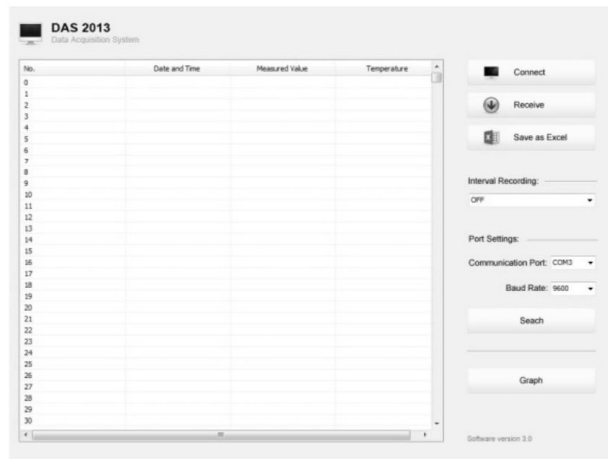 DAS 2013
Data Acquisition System
No. Date and Time Measured Value Temperature
0
1
2
3
4
5
6
7
8
9
10
11
12
13
14
15
16
17
18
19
20
21
22
23
24
25
26
27
28
29
30
Connect
Receive
Save as Excel
Interval Recording:
OFF
Port Settings:
Communication Port: COM3
Baud Rate: 9600
Seach
Graph
Software version 3.0